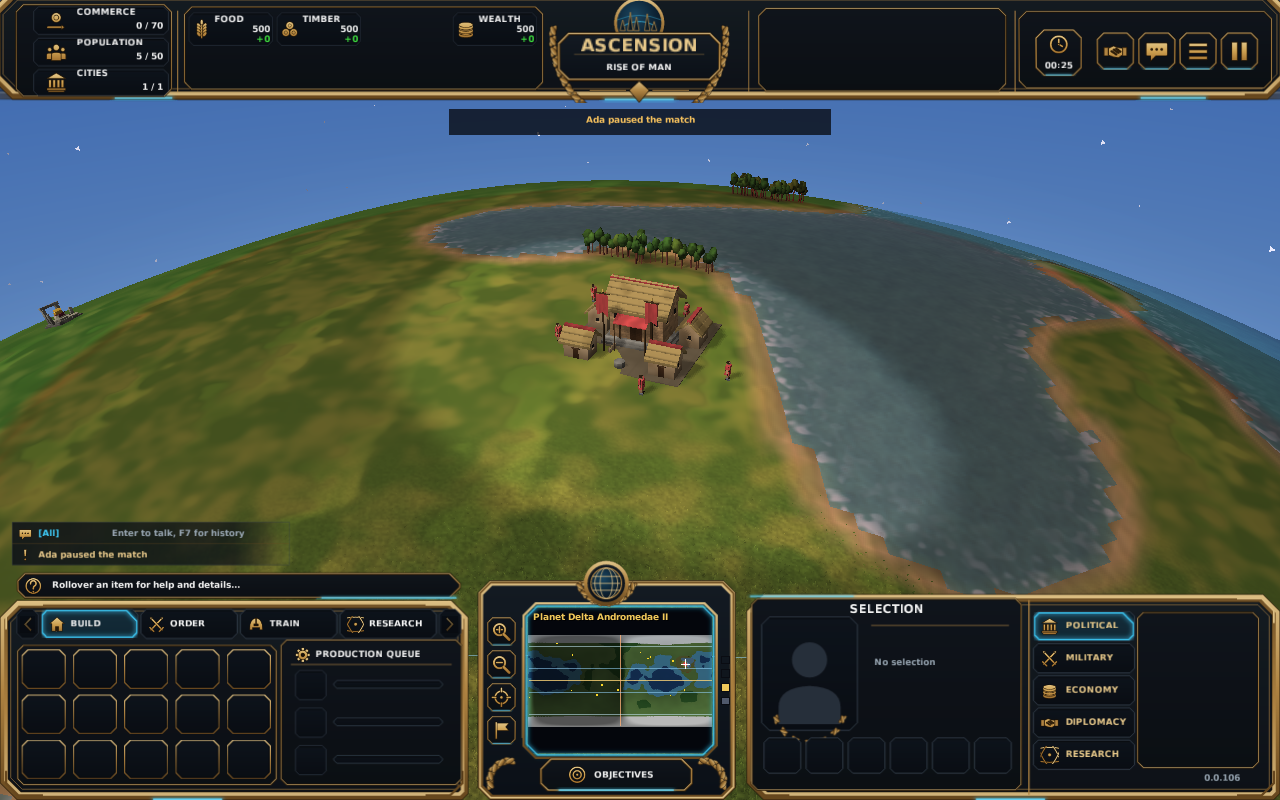 COMMERCE
0 / 70
POPULATION
5 / 50
CITIES
1 / 1
FOOD
500
+0
TIMBER
500
+0
WEALTH
500
+0
ASCENSION
RISE OF MAN
00:25
Ada paused the match
[All] Enter to talk, F7 for history
! Ada paused the match
? Rollover an item for help and details...
BUILD
ORDER
TRAIN
RESEARCH
PRODUCTION QUEUE
Planet Delta Andromedae II
OBJECTIVES
SELECTION
No selection
POLITICAL
MILITARY
ECONOMY
DIPLOMACY
RESEARCH
0.0.106